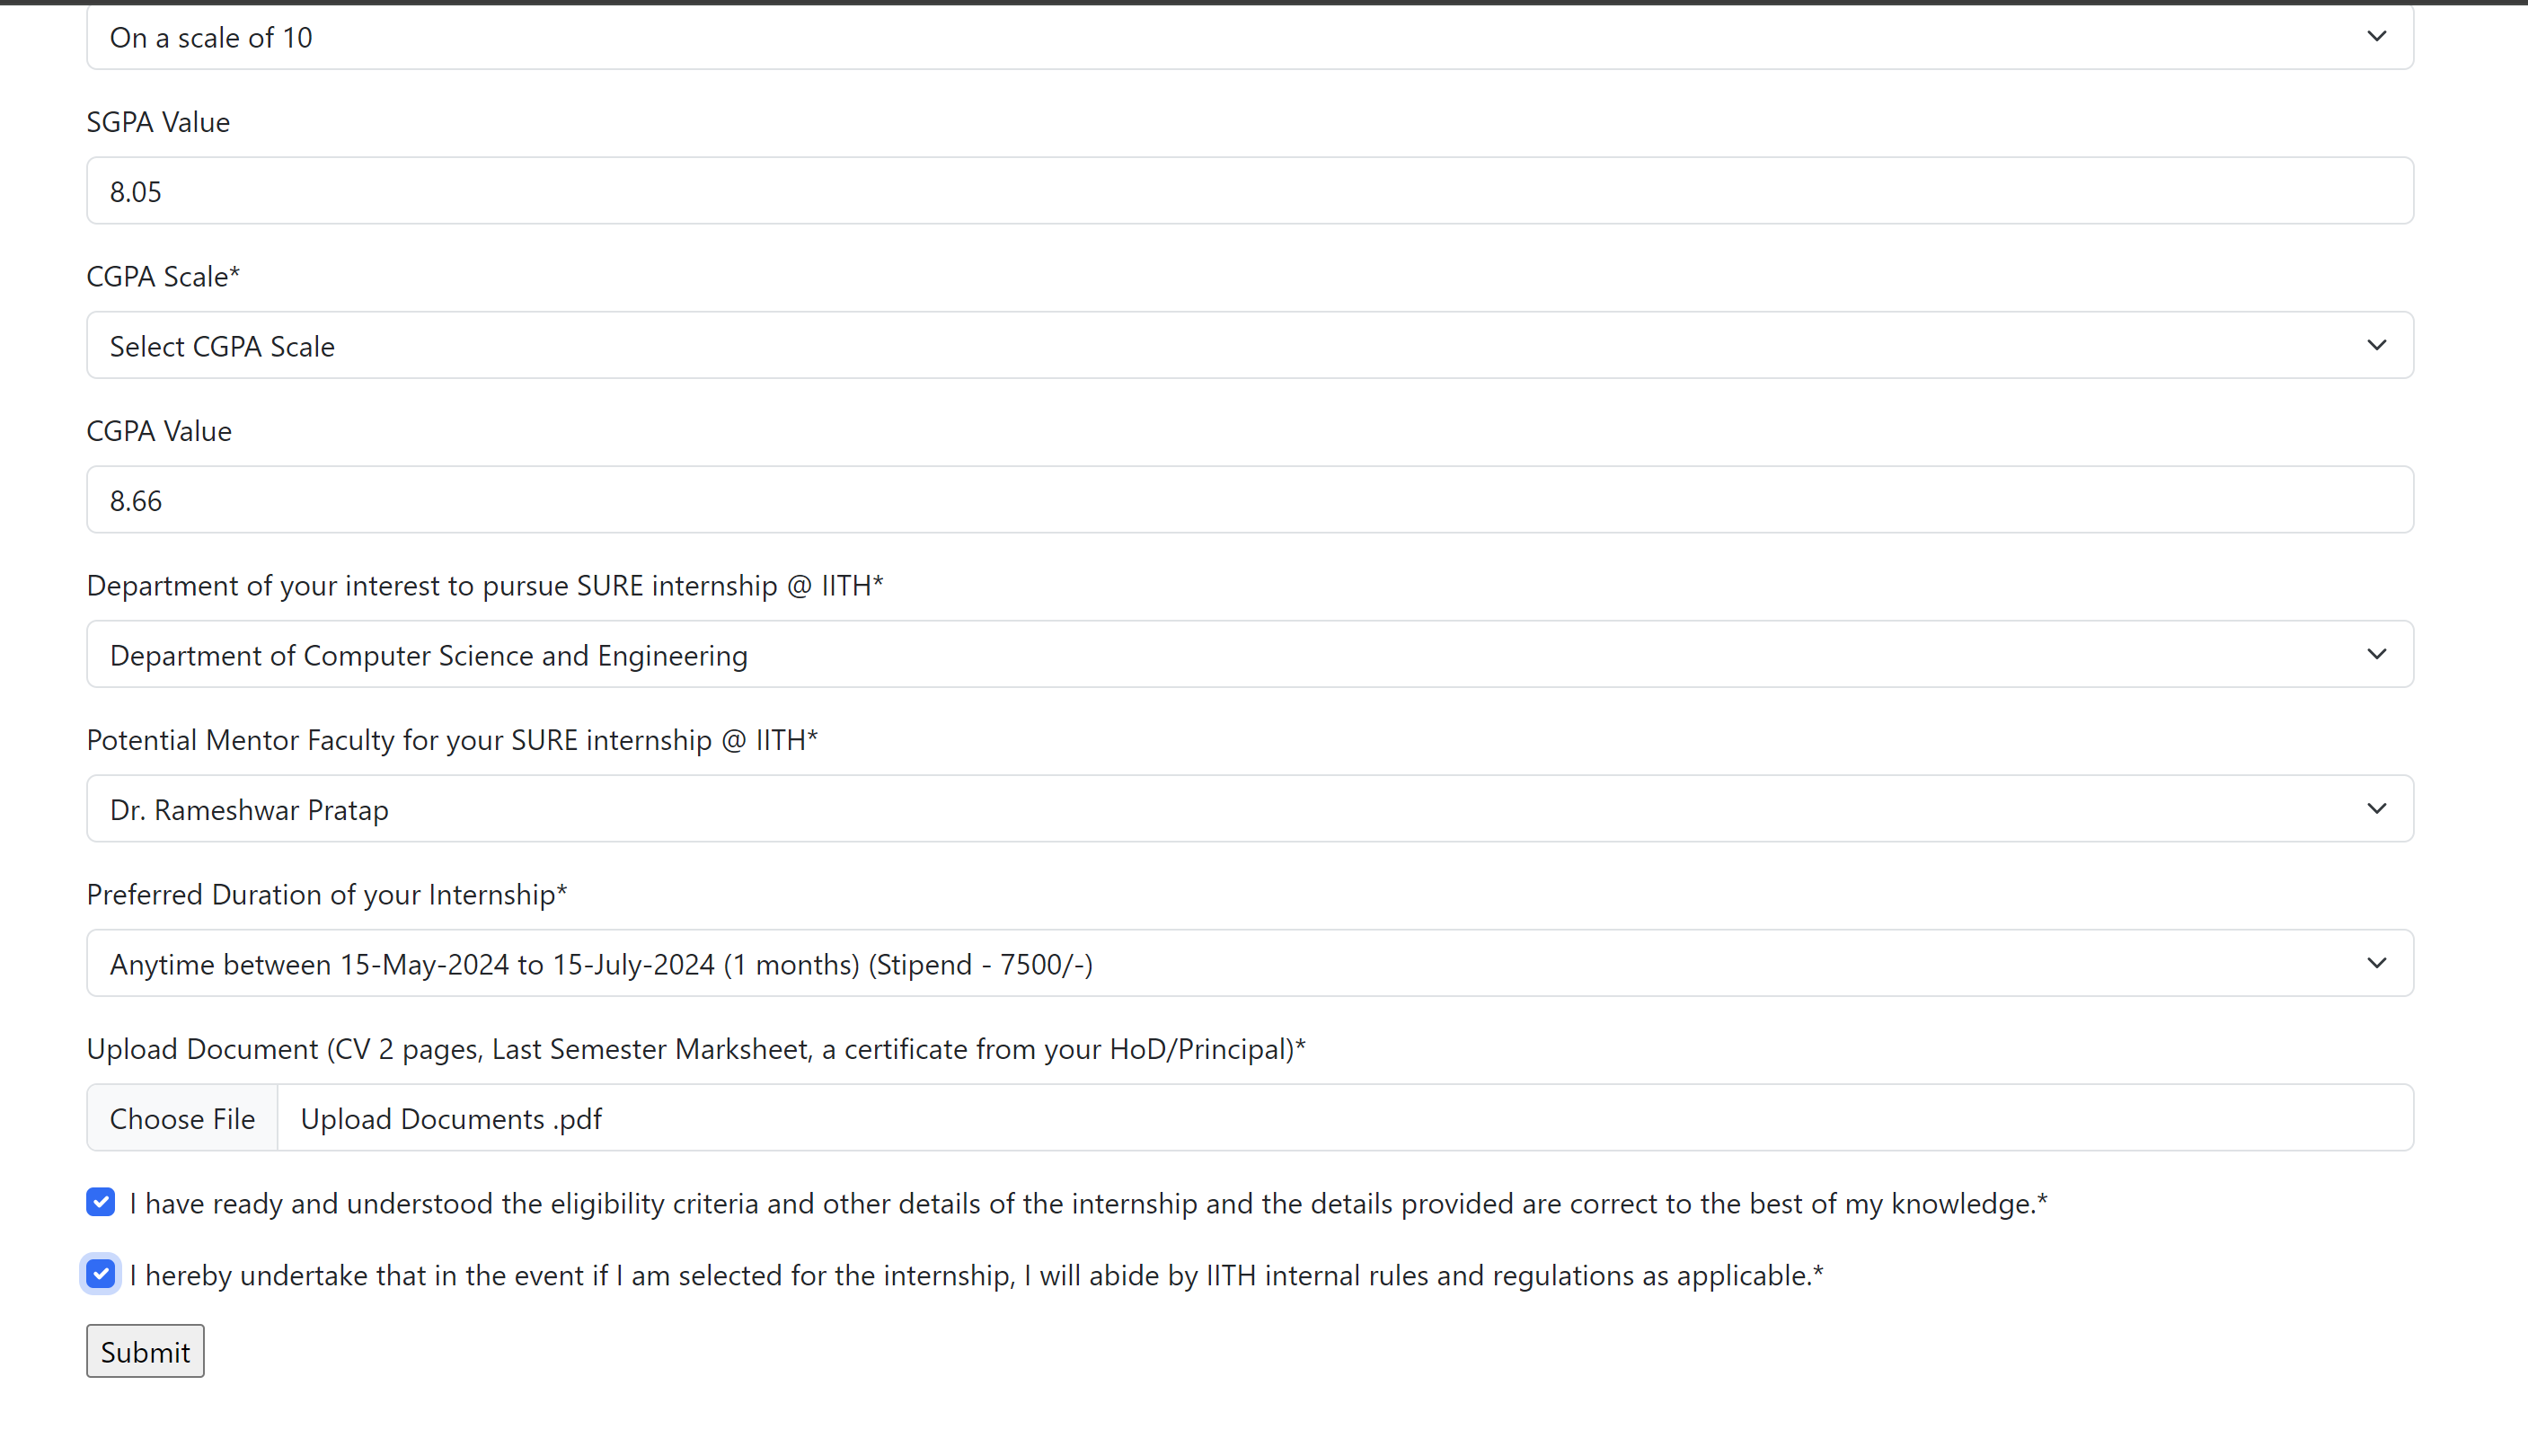 On a scale of 10
SGPA Value
8.05
CGPA Scale*
Select CGPA Scale
CGPA Value
8.66
Department of your interest to pursue SURE internship @ IITH*
Department of Computer Science and Engineering
Potential Mentor Faculty for your SURE internship @ IITH*
Dr. Rameshwar Pratap
Preferred Duration of your Internship*
Anytime between 15-May-2024 to 15-July-2024 (1 months) (Stipend - 7500/-)
Upload Document (CV 2 pages, Last Semester Marksheet, a certificate from your HoD/Principal)*
Choose File Upload Documents .pdf
I have ready and understood the eligibility criteria and other details of the internship and the details provided are correct to the best of my knowledge.*
I hereby undertake that in the event if I am selected for the internship, I will abide by IITH internal rules and regulations as applicable.*
Submit